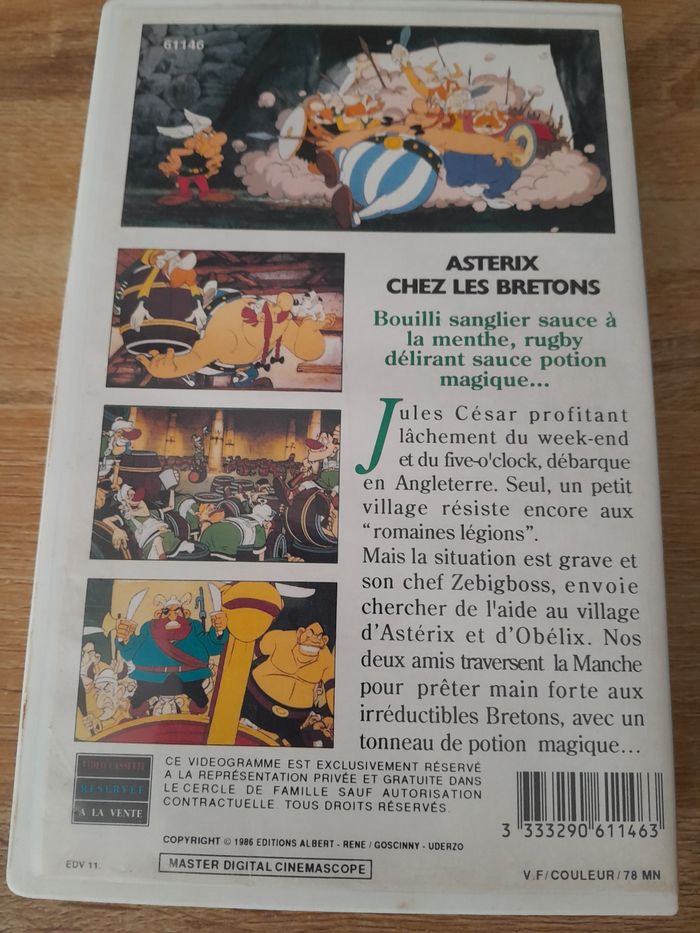 61146
ASTERIX
CHEZ LES BRETONS
Bouilli sanglier sauce à
la menthe, rugby
délirant sauce potion
magique...
Jules César profitant
lâchement du week-end
et du five-o'clock, débarque
en Angleterre. Seul, un petit
village résiste encore aux
“romaines légions”.
Mais la situation est grave et
son chef Zebigboss, envoie
chercher de l'aide au village
d'Astérix et d'Obélix. Nos
deux amis traversent la Manche
pour prêter main forte aux
irréductibles Bretons, avec un
tonneau de potion magique...
VIDEO CASSETTE
RESERVÉE
A LA VENTE
CE VIDEOGRAMME EST EXCLUSIVEMENT RÉSERVÉ
A LA REPRÉSENTATION PRIVÉE ET GRATUITE DANS
LE CERCLE DE FAMILLE SAUF AUTORISATION
CONTRACTUELLE. TOUS DROITS RÉSERVÉS.
COPYRIGHT © 1986 EDITIONS ALBERT - RENE / GOSCINNY - UDERZO
EDV 11.
MASTER DIGITAL CINEMASCOPE
3 333290 611463
V.F/COULEUR/78 MN